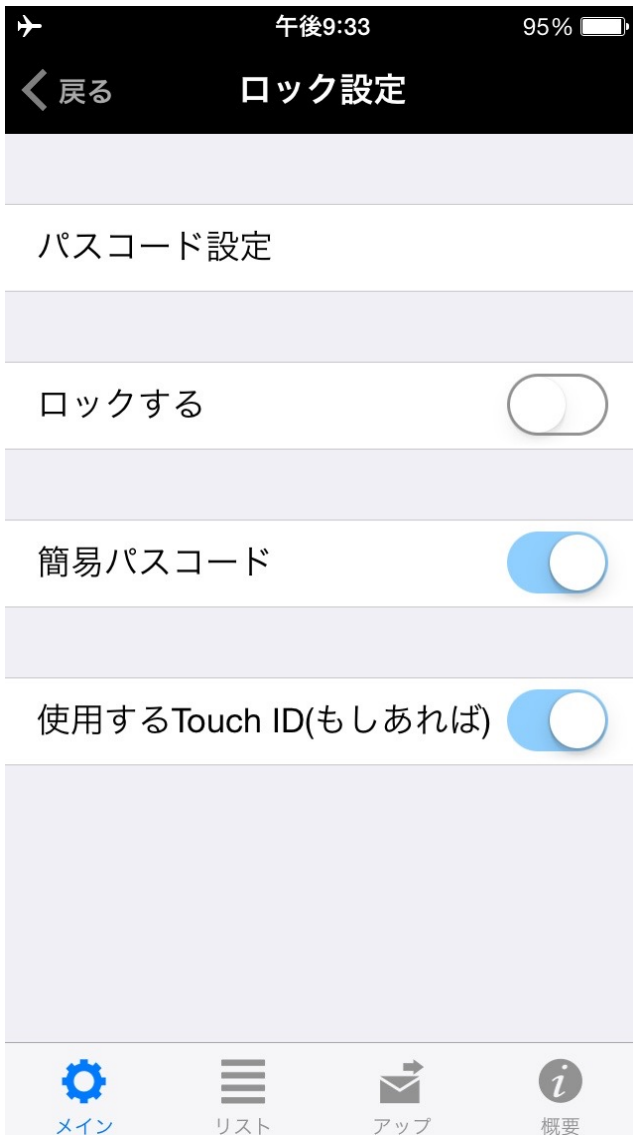 午後9:33
95%
戻る
ロック設定
パスコード設定
ロックする
簡易パスコード
使用するTouch ID(もしあれば)
メイン
リスト
アップ
概要